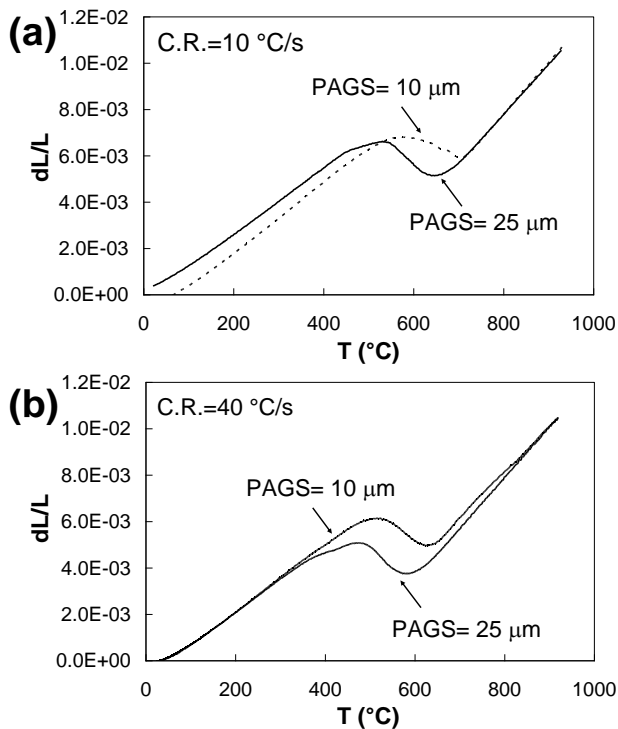 (a)
C.R.=10 °C/s
PAGS= 10 μm
PAGS= 25 μm
dL/L
1.2E-02
1.0E-02
8.0E-03
6.0E-03
4.0E-03
2.0E-03
0.0E+00
0 200 400 600 800 1000
T (°C)
(b)
C.R.=40 °C/s
PAGS= 10 μm
PAGS= 25 μm
dL/L
1.2E-02
1.0E-02
8.0E-03
6.0E-03
4.0E-03
2.0E-03
0.0E+00
0 200 400 600 800 1000
T (°C)